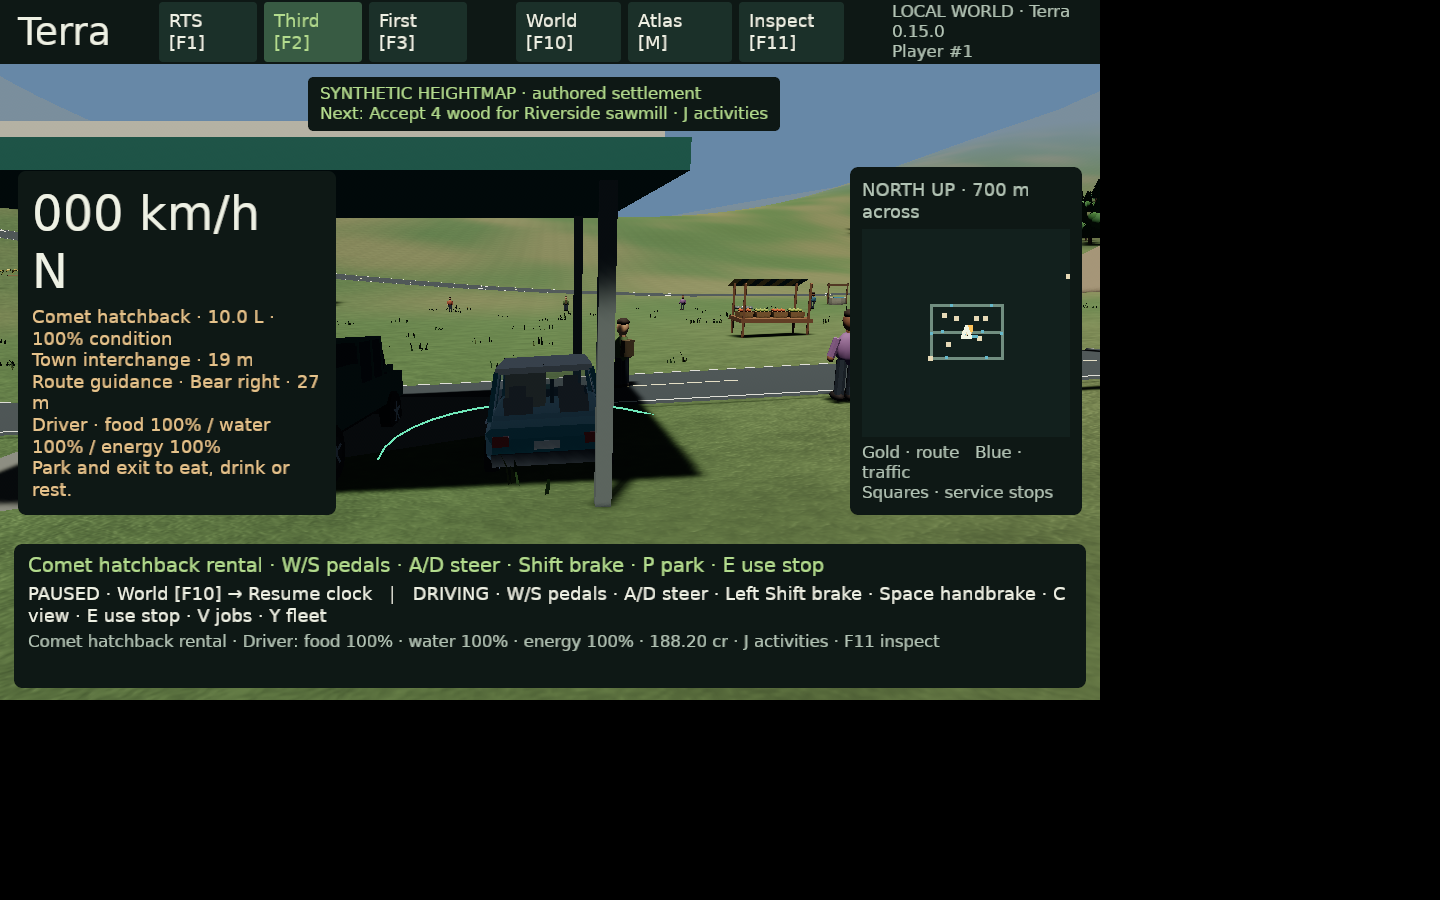 Terra
RTS
[F1]
Third
[F2]
First
[F3]
World
[F10]
Atlas
[M]
Inspect
[F11]
LOCAL WORLD · Terra
0.15.0
Player #1
SYNTHETIC HEIGHTMAP · authored settlement
Next: Accept 4 wood for Riverside sawmill · J activities
000 km/h
N
Comet hatchback · 10.0 L ·
100% condition
Town interchange · 19 m
Route guidance · Bear right · 27
m
Driver · food 100% / water
100% / energy 100%
Park and exit to eat, drink or
rest.
NORTH UP · 700 m
across
Gold · route   Blue ·
traffic
Squares · service stops
Comet hatchback rental · W/S pedals · A/D steer · Shift brake · P park · E use stop
PAUSED · World [F10] → Resume clock   |   DRIVING · W/S pedals · A/D steer · Left Shift brake · Space handbrake · C
view · E use stop · V jobs · Y fleet
Comet hatchback rental · Driver: food 100% · water 100% · energy 100% · 188.20 cr · J activities · F11 inspect